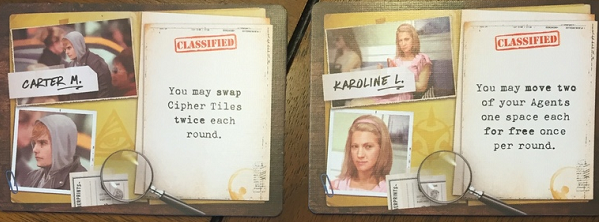 CLASSIFIED
CARTER M.
You may swap
Cipher Tiles
twice each
round.
CLASSIFIED
KAROLINE L.
You may move two
of your Agents
one space each
for free once
per round.